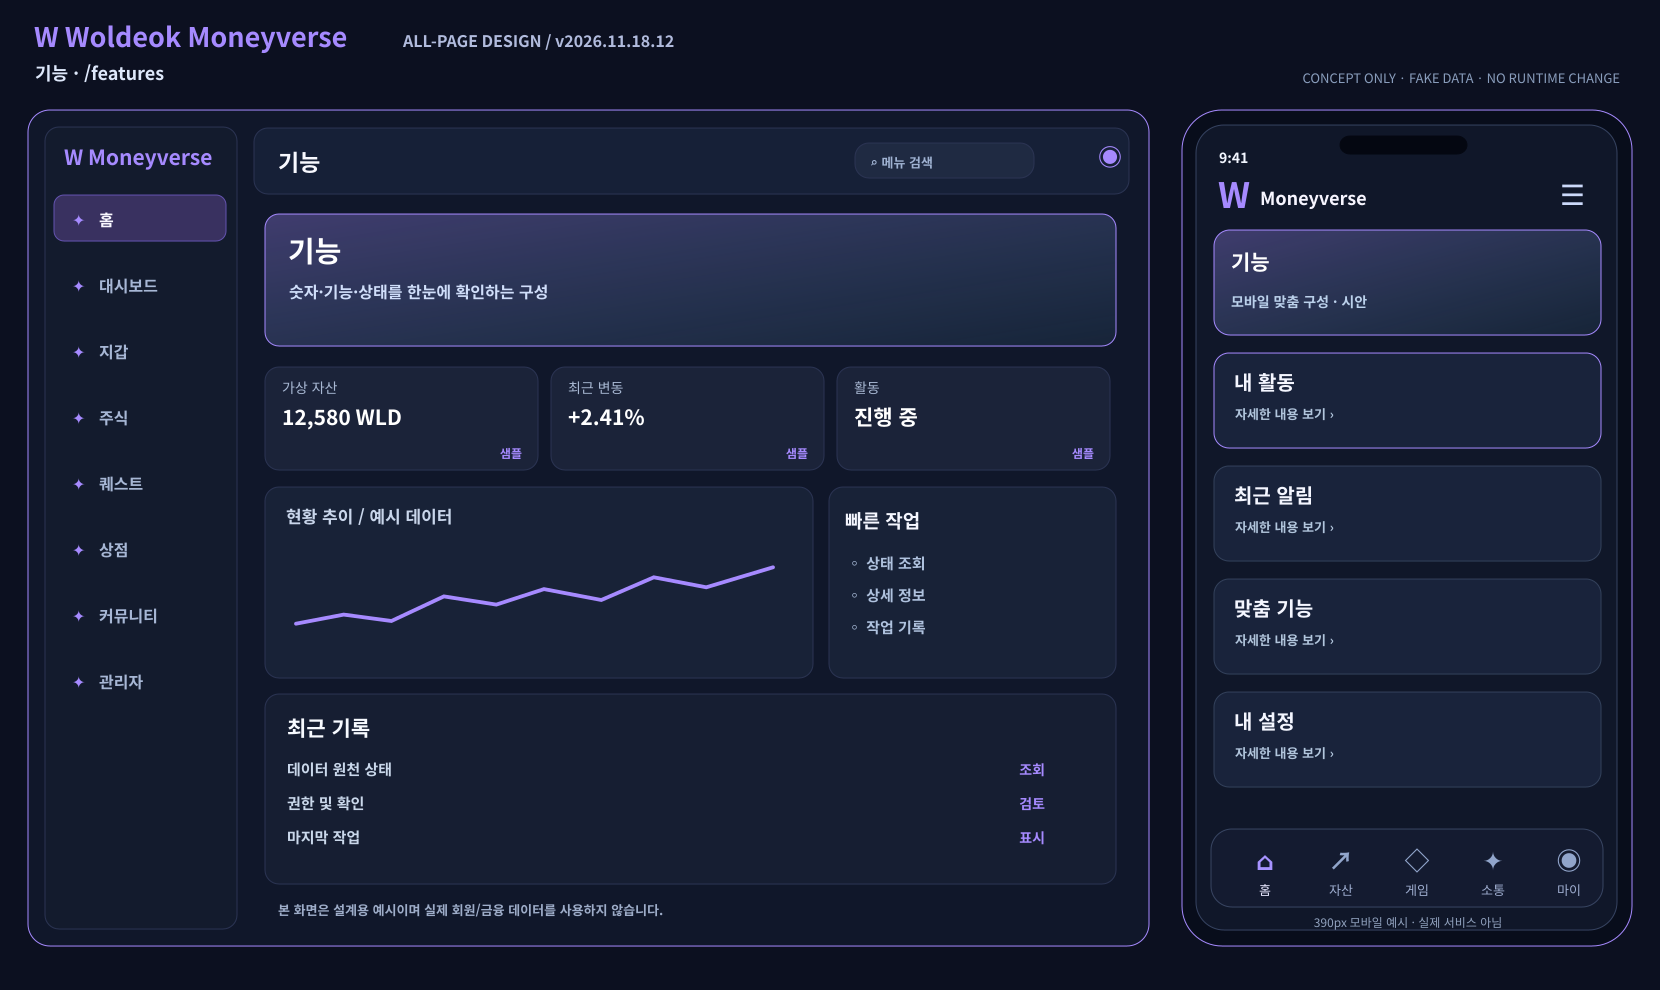 W Woldeok Moneyverse
ALL-PAGE DESIGN / v2026.11.18.12
기능 · /features
CONCEPT ONLY · FAKE DATA · NO RUNTIME CHANGE
W Moneyverse
✦ 홈
✦ 대시보드
✦ 지갑
✦ 주식
✦ 퀘스트
✦ 상점
✦ 커뮤니티
✦ 관리자
기능
⌕ 메뉴 검색
기능
숫자·기능·상태를 한눈에 확인하는 구성
가상 자산
12,580 WLD
샘플
최근 변동
+2.41%
샘플
활동
진행 중
샘플
현황 추이 / 예시 데이터
빠른 작업
◦ 상태 조회
◦ 상세 정보
◦ 작업 기록
최근 기록
데이터 원천 상태 조회
권한 및 확인 검토
마지막 작업 표시
본 화면은 설계용 예시이며 실제 회원/금융 데이터를 사용하지 않습니다.
9:41
W Moneyverse
기능
모바일 맞춤 구성 · 시안
내 활동
자세한 내용 보기 ›
최근 알림
자세한 내용 보기 ›
맞춤 기능
자세한 내용 보기 ›
내 설정
자세한 내용 보기 ›
홈 자산 게임 소통 마이
390px 모바일 예시 · 실제 서비스 아님